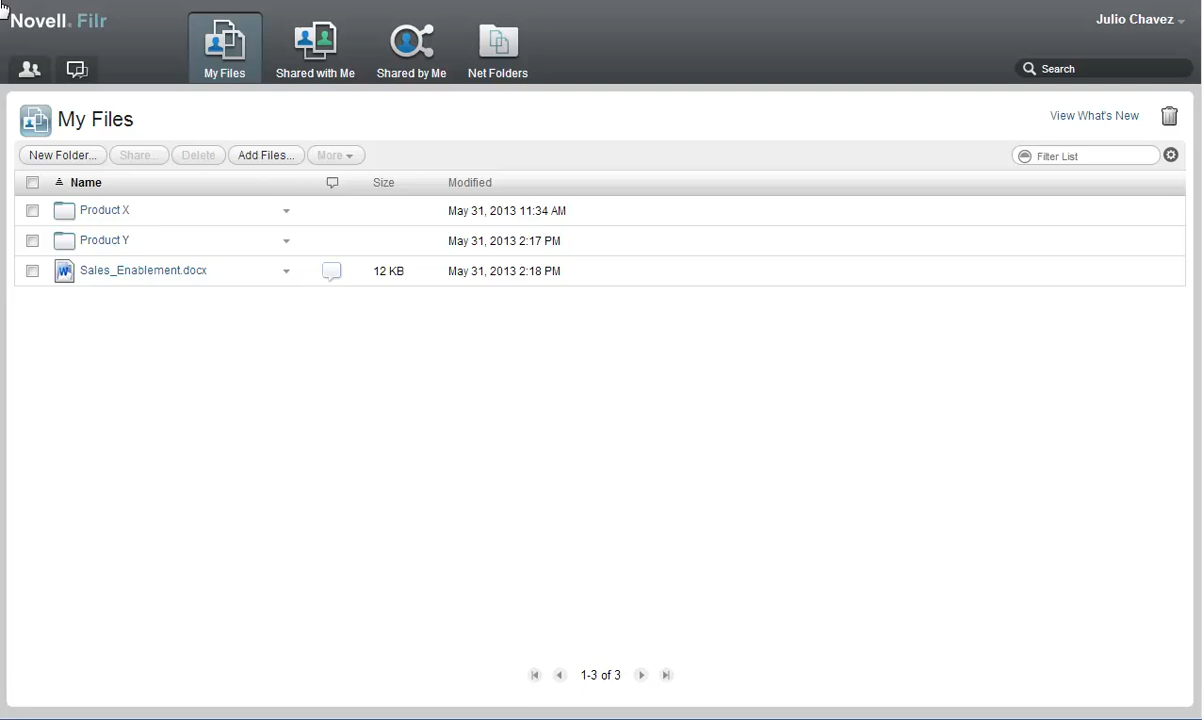 Novell. Filr
Julio Chavez
My Files
Shared with Me
Shared by Me
Net Folders
Search
My Files
View What's New
New Folder...
Share...
Delete
Add Files...
More
Filter List
Name
Size
Modified
Product X
May 31, 2013 11:34 AM
Product Y
May 31, 2013 2:17 PM
Sales_Enablement.docx
12 KB
May 31, 2013 2:18 PM
1-3 of 3